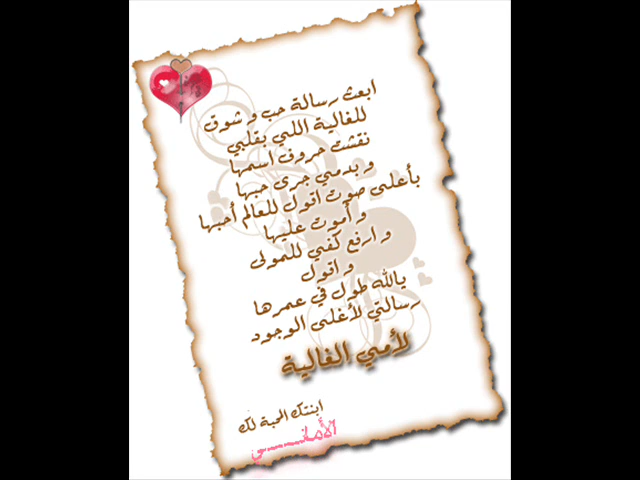 ابعث رسالة حب و شوق
للغالية اللي بقلبي
نقشت حروف اسمها
و بدمي جرى حبها
بأعلى صوت اقول للعالم أحبها
و أموت عليها
و ارفع كفي للمولى
و اقول
يالله طول في عمرها
رسالتي لأغلى الوجود
لأمي الغالية
ابنتك المحبة لك
الأمانــــي